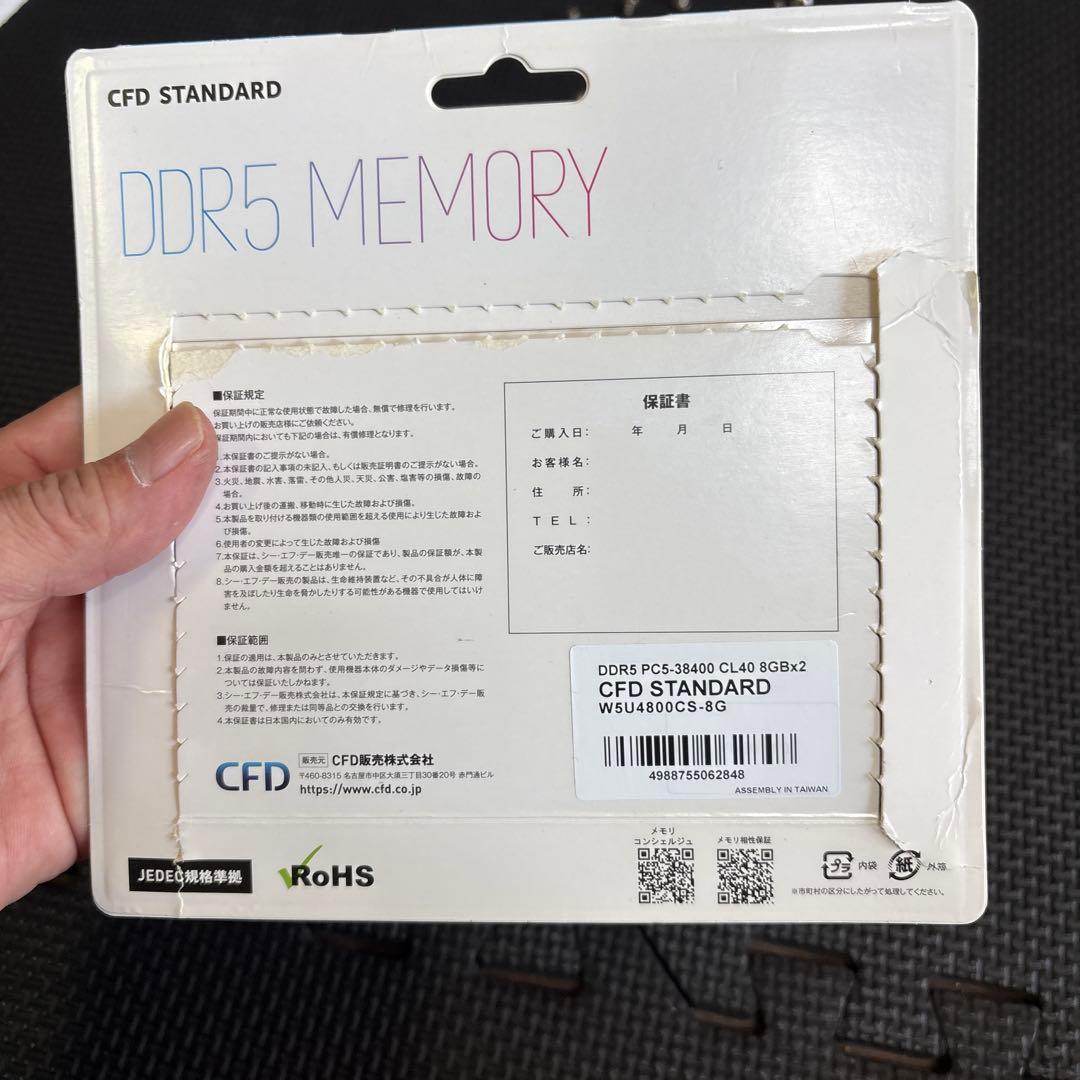 CFD STANDARD
DDR5 MEMORY
■保証規定
保証期間中に正常な使用状態で故障した場合、無償で修理を行います。
お買い上げの販売店様にご依頼ください。
保証期間内においても下記の場合は、有償修理となります。
1.本保証書のご提示がない場合。
2.本保証書の記入事項の未記入、もしくは販売証明書のご提示がない場合。
3.火災、地震、水害、落雷、その他人災、天災、公害、塩害等の損傷、故障の
場合。
4.お買い上げ後の運搬、移動時に生じた故障および損傷。
5.本製品を取り付ける機器類の使用範囲を超える使用により生じた故障およ
び損傷。
6.使用者の変更によって生じた故障および損傷
7.本保証は、シー・エフ・デー販売唯一の保証であり、製品の保証額が、本製
品の購入金額を超えることはありません。
8.シー・エフ・デー販売の製品は、生命維持装置など、その不具合が人体に障
害を及ぼしたり生命を脅かしたりする可能性がある機器で使用してはいけ
ません。
■保証範囲
1.保証の適用は、本製品のみとさせていただきます。
2.本製品の故障内容を問わず、使用機器本体のダメージやデータ損傷等に
ついては保証いたしかねます。
3.シー・エフ・デー販売株式会社は、本保証規定に基づき、シー・エフ・デー販
売の裁量で、修理または同等品との交換を行います。
4.本保証書は日本国内においてのみ有効です。
CFD
販売元 CFD販売株式会社
〒460-8315 名古屋市中区大須三丁目30番20号 赤門通ビル
https://www.cfd.co.jp
保証書
ご購入日: 年 月 日
お客様名:
住 所:
TEL:
ご販売店名:
DDR5 PC5-38400 CL40 8GBx2
CFD STANDARD
W5U4800CS-8G
4988755062848
ASSEMBLY IN TAIWAN
JEDEC規格準拠
RoHS
メモリ
コンシェルジュ
メモリ相性保証
プラ 内袋
紙 外箱
※市町村の区分にしたがって処理してください。